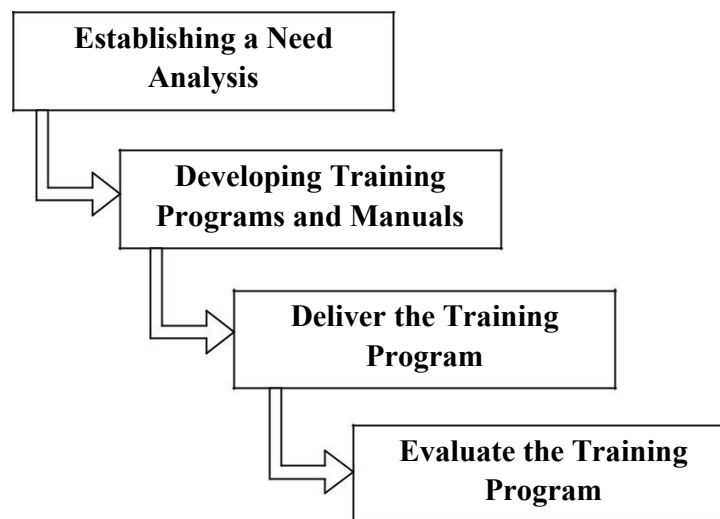 Establishing a Need
Analysis
Developing Training
Programs and Manuals
Deliver the Training
Program
Evaluate the Training
Program